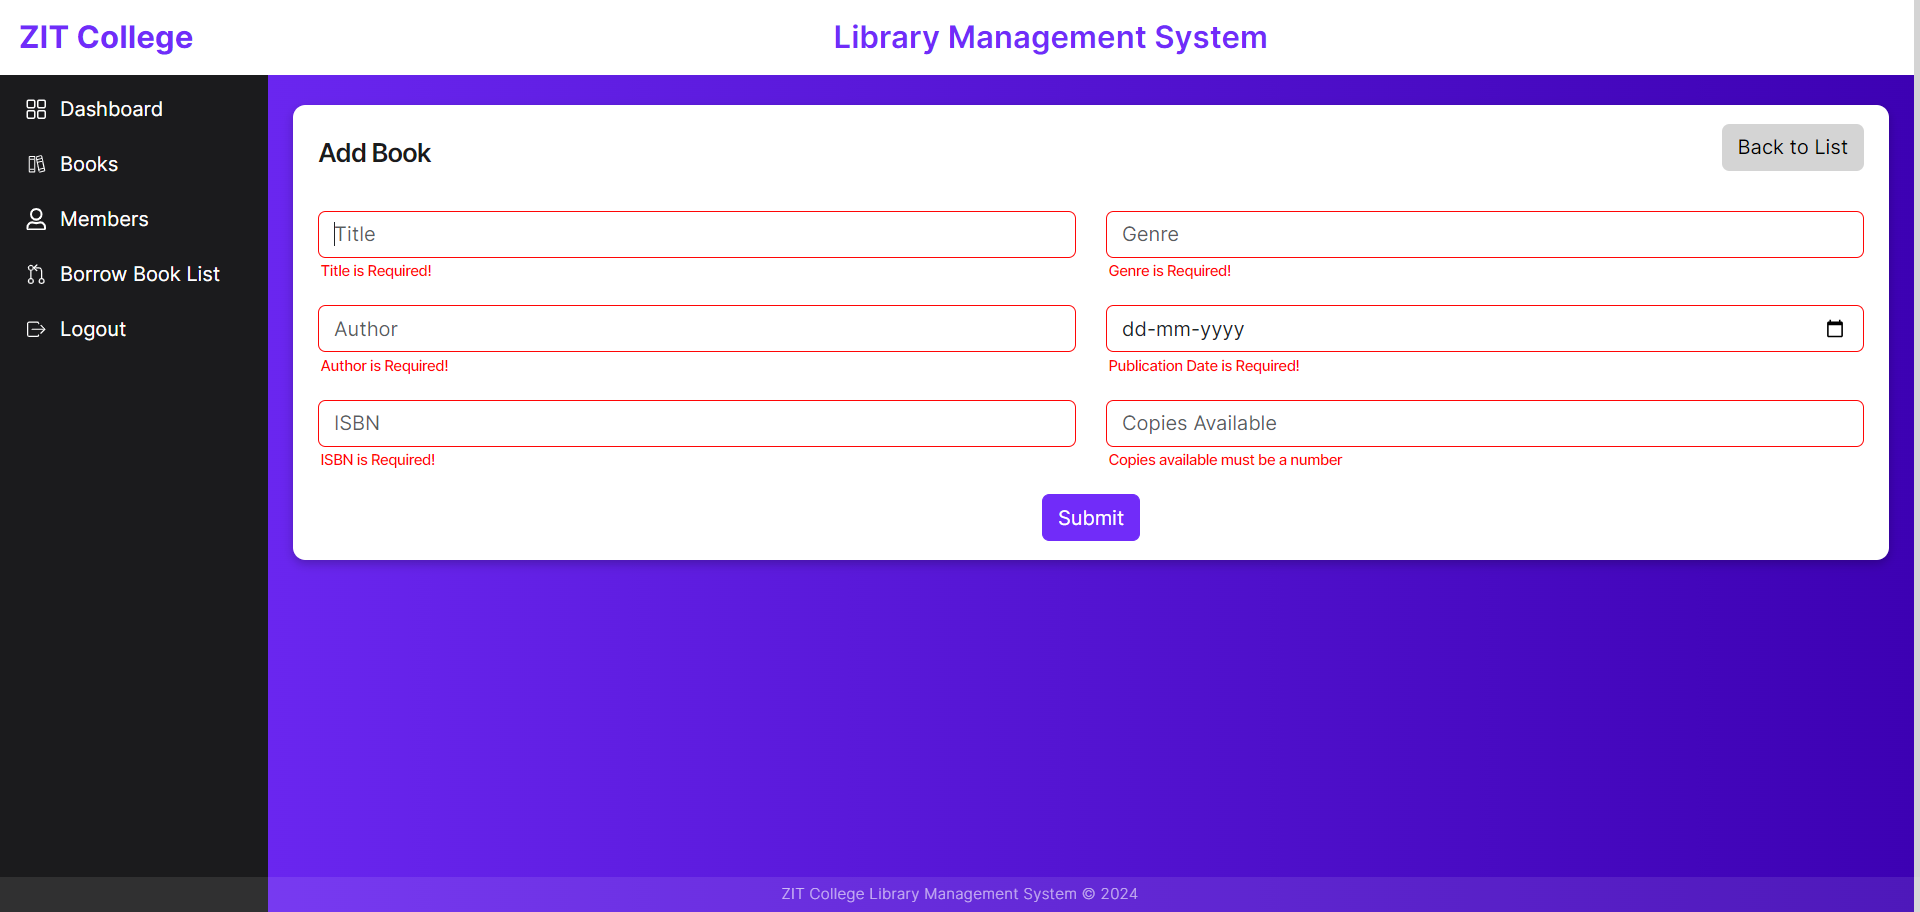 ZIT College
Library Management System
Dashboard
Books
Members
Borrow Book List
Logout
Add Book
Back to List
Title
Title is Required!
Genre
Genre is Required!
Author
Author is Required!
dd-mm-yyyy
Publication Date is Required!
ISBN
ISBN is Required!
Copies Available
Copies available must be a number
Submit
ZIT College Library Management System © 2024